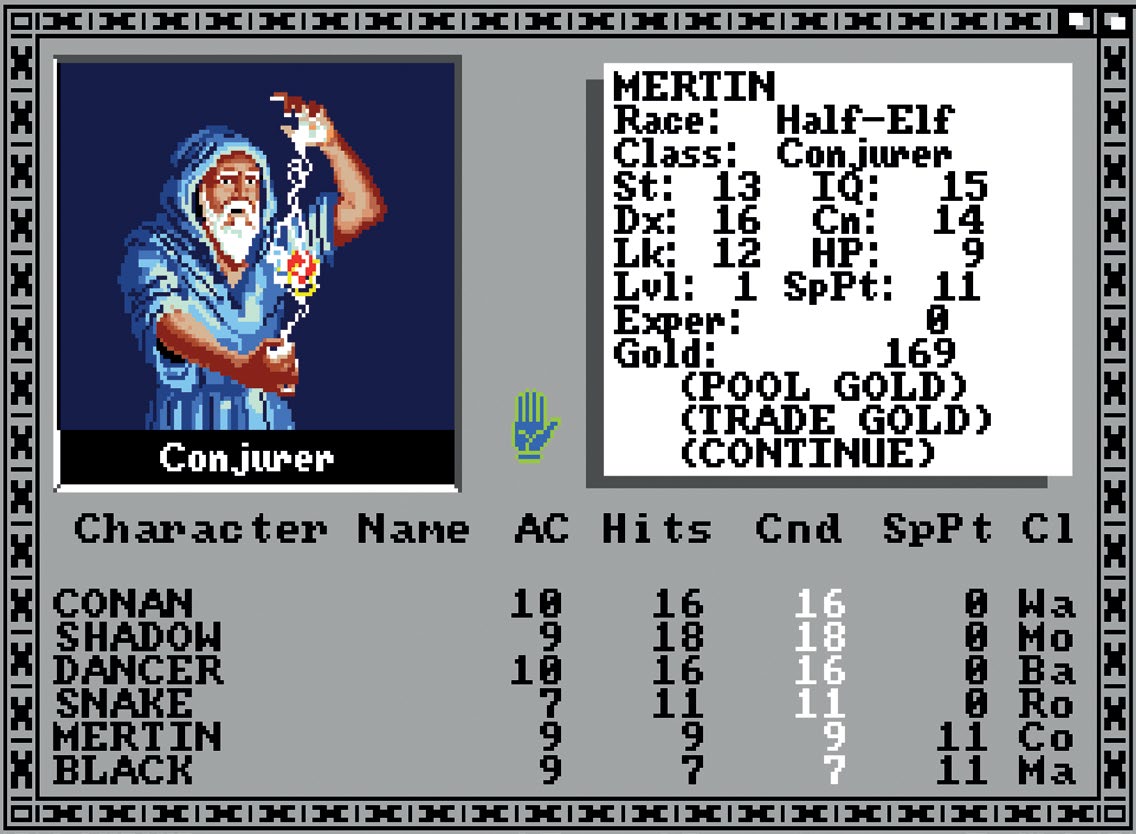 MERTIN
Race: Half-Elf
Class: Conjurer
St: 13 IQ: 15
Dx: 16 Cn: 14
Lk: 12 HP: 9
Lvl: 1 SpPt: 11
Exper: 0
Gold: 169
(POOL GOLD)
(TRADE GOLD)
(CONTINUE)
Conjurer
Character Name AC Hits Cnd SpPt Cl
CONAN 10 16 16 0 Wa
SHADOW 9 18 18 0 Mo
DANCER 10 16 16 0 Ba
SNAKE 7 11 11 0 Ro
MERTIN 9 9 9 11 Co
BLACK 9 7 7 11 Ma